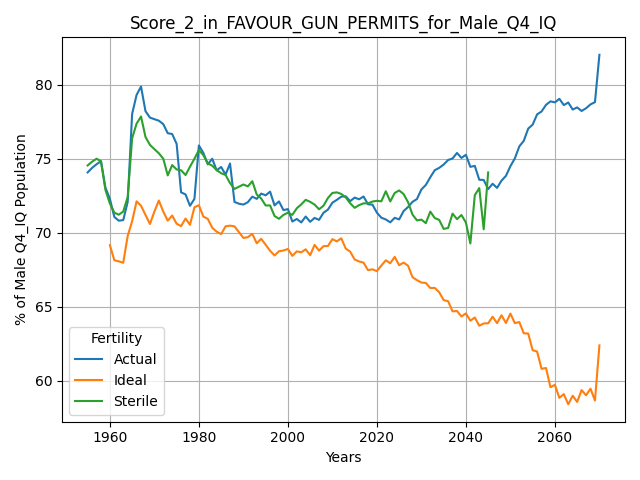 Score_2_in_FAVOUR_GUN_PERMITS_for_Male_Q4_IQ
% of Male Q4_IQ Population
80
75
70
65
60
Fertility
Actual
Ideal
Sterile
1960 1980 2000 2020 2040 2060
Years